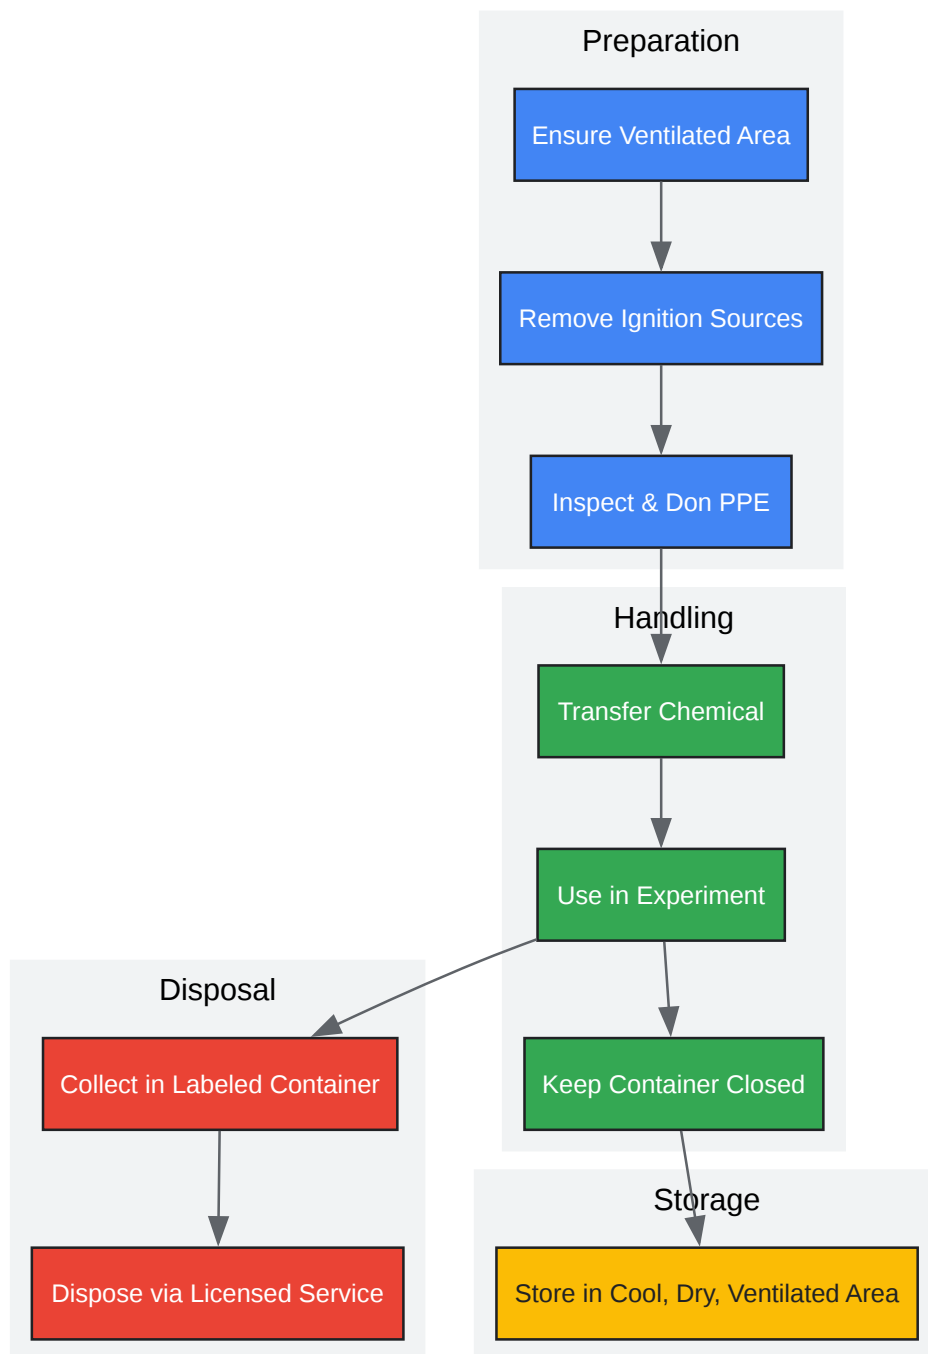 Preparation
Ensure Ventilated Area
Remove Ignition Sources
Inspect & Don PPE
Handling
Transfer Chemical
Use in Experiment
Keep Container Closed
Disposal
Collect in Labeled Container
Dispose via Licensed Service
Storage
Store in Cool, Dry, Ventilated Area